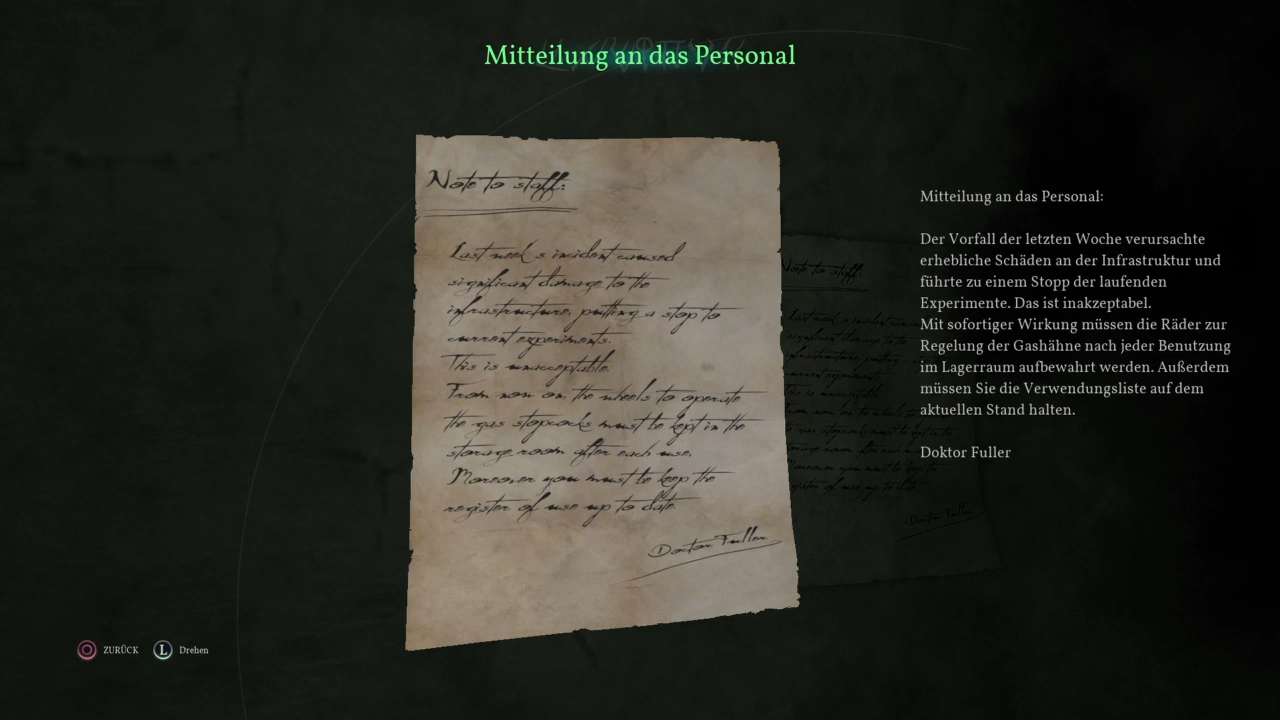 Mitteilung an das Personal
Note to staff:
Last week s incident caused
significant damage to the
infrastructure, putting a stop to
current experiments.
This is unacceptable.
From now on, the wheels to operate
the gas stopcocks must be kept in the
storage room after each use.
Moreover you must be keep the
register of use up to date
Doctor Fuller
Mitteilung an das Personal:
Der Vorfall der letzten Woche verursachte
erhebliche Schäden an der Infrastruktur und
führte zu einem Stopp der laufenden
Experimente. Das ist inakzeptabel.
Mit sofortiger Wirkung müssen die Räder zur
Regelung der Gashähne nach jeder Benutzung
im Lagerraum aufbewahrt werden. Außerdem
müssen Sie die Verwendungsliste auf dem
aktuellen Stand halten.
Doktor Fuller
ZURÜCK
L Drehen